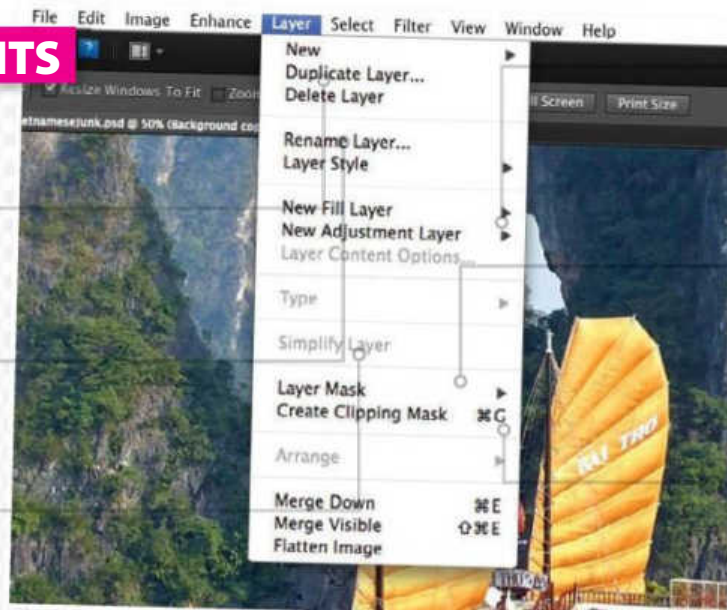 File Edit Image Enhance Layer Select Filter View Window Help
ITS
Resize Windows To Fit Zoo
ll Screen Print Size
etnamesejunk.psd @ 50% (Background cop
New
Duplicate Layer...
Delete Layer
Rename Layer...
Layer Style
New Fill Layer
New Adjustment Layer
Layer Content Options...
Type
Simplify Layer
Layer Mask
Create Clipping Mask ⌘G
Arrange
Merge Down ⌘E
Merge Visible ⇧⌘E
Flatten Image